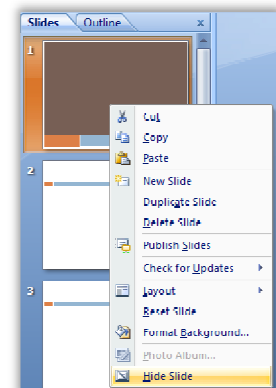 Slides Outline x
1
Cut
Copy
Paste
2
New Slide
Duplicate Slide
Delete Slide
Publish Slides
Check for Updates
3
Layout
Reset Slide
Format Background...
Photo Album...
Hide Slide